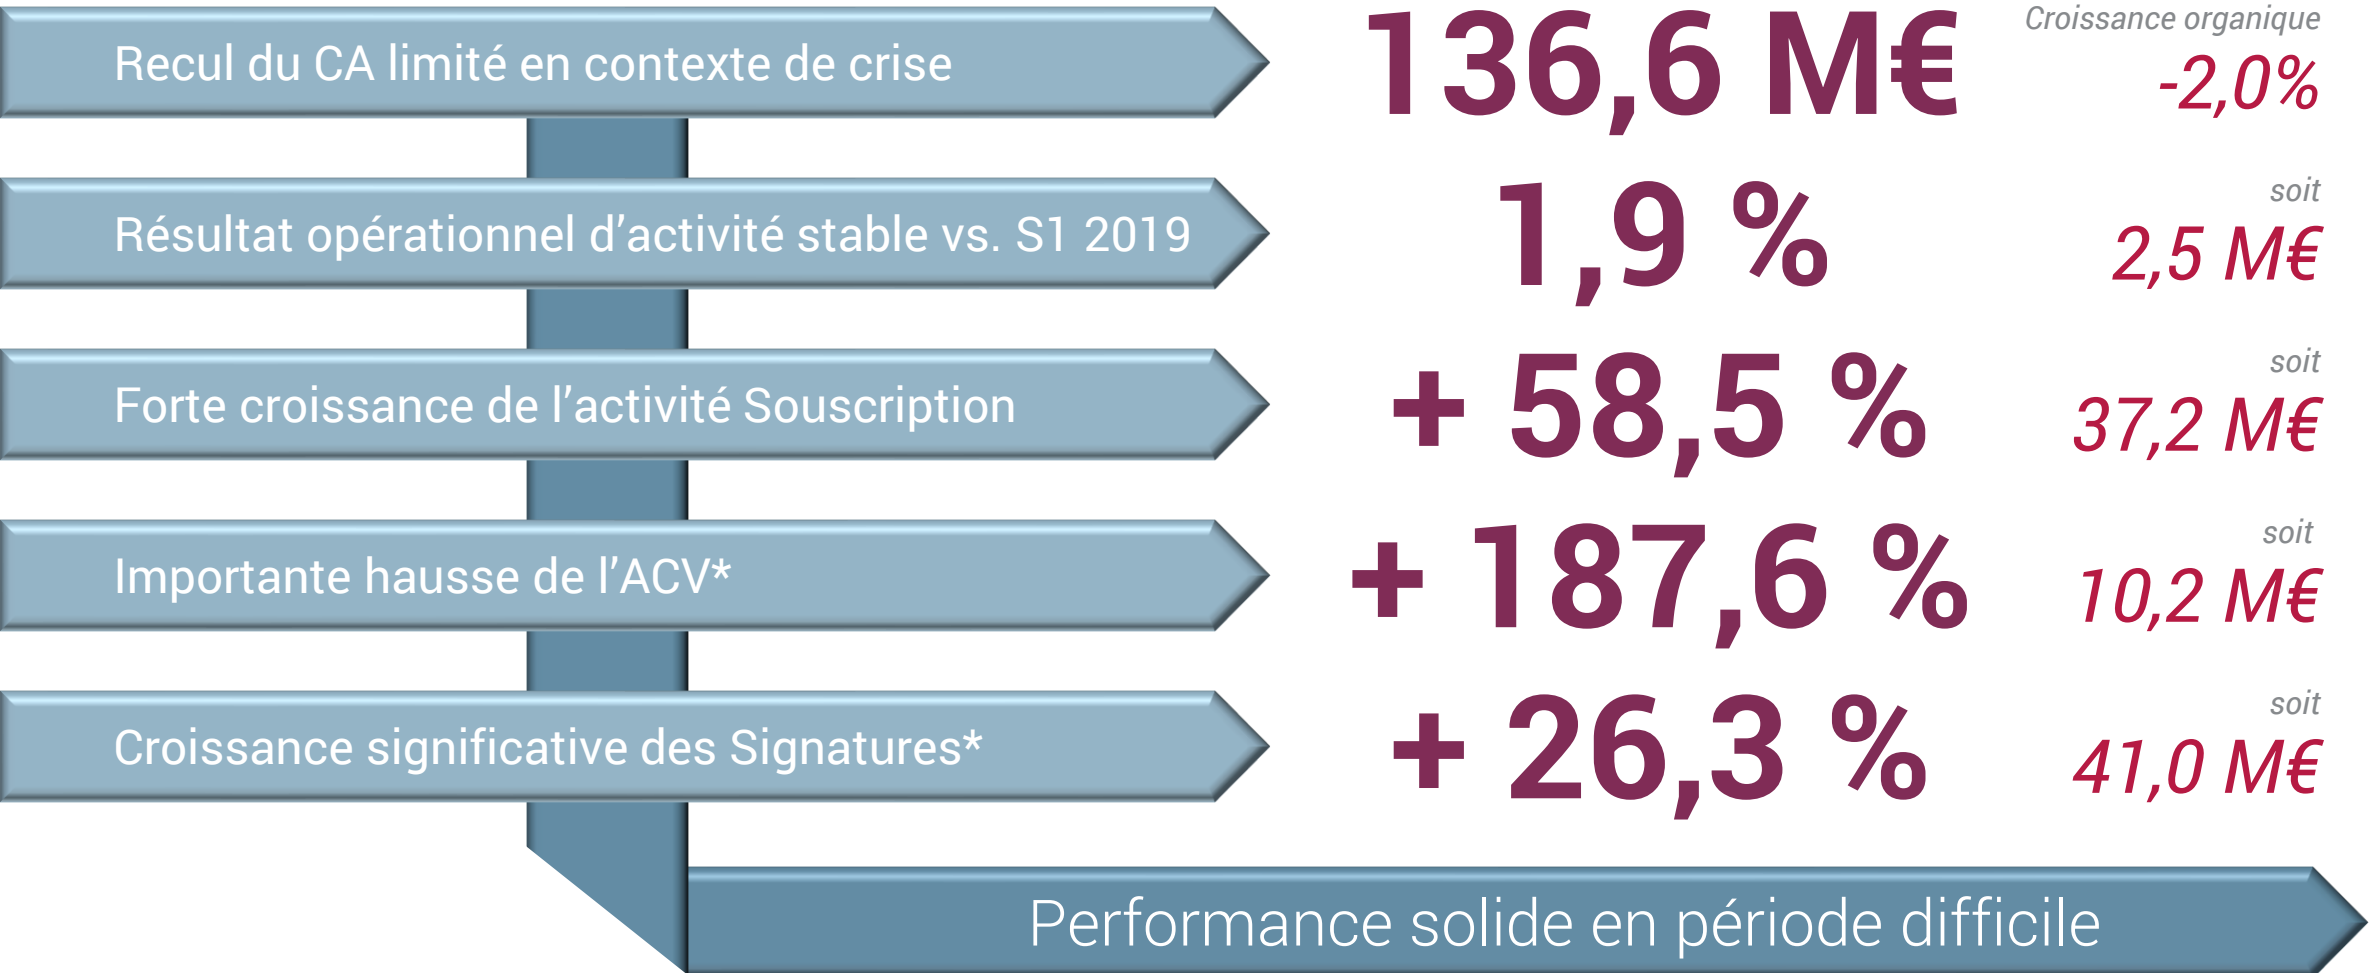 Recul du CA limité en contexte de crise
136,6 M€
Croissance organique
-2,0%
Résultat opérationnel d’activité stable vs. S1 2019
1,9 %
soit
2,5 M€
Forte croissance de l’activité Souscription
+ 58,5 %
soit
37,2 M€
Importante hausse de l’ACV*
+ 187,6 %
soit
10,2 M€
Croissance significative des Signatures*
+ 26,3 %
soit
41,0 M€
Performance solide en période difficile